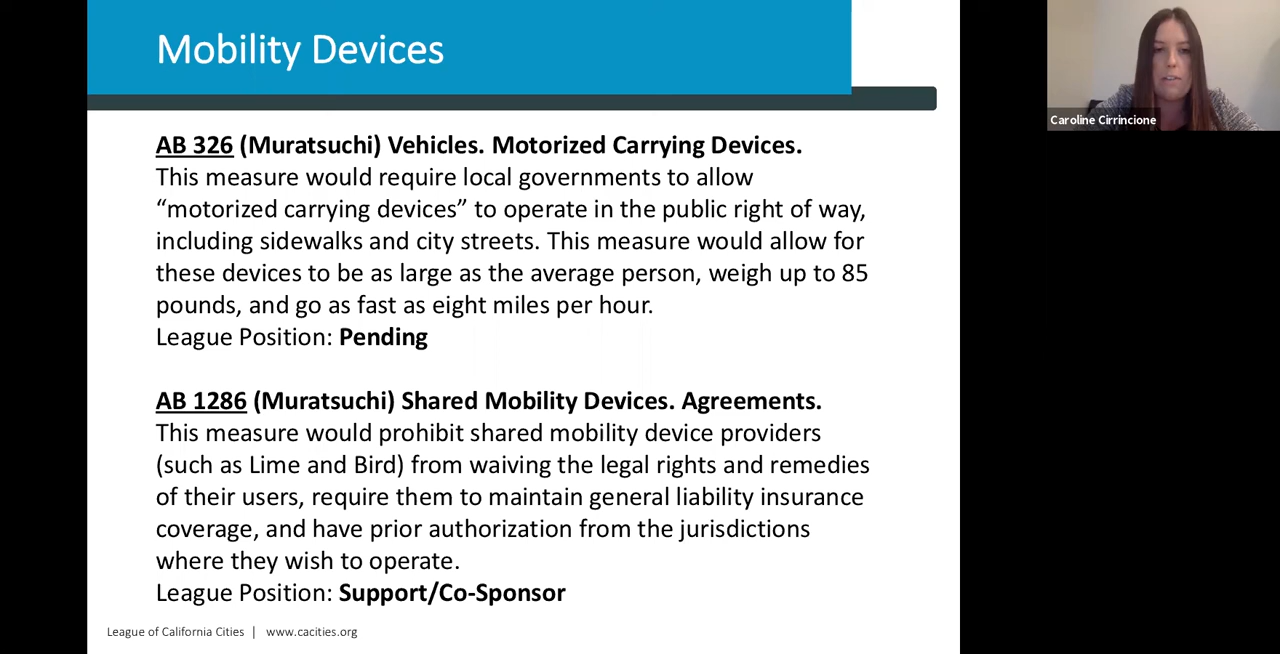 Mobility Devices
Caroline Cirrincione
AB 326 (Muratsuchi) Vehicles. Motorized Carrying Devices.
This measure would require local governments to allow
“motorized carrying devices” to operate in the public right of way,
including sidewalks and city streets. This measure would allow for
these devices to be as large as the average person, weigh up to 85
pounds, and go as fast as eight miles per hour.
League Position: Pending
AB 1286 (Muratsuchi) Shared Mobility Devices. Agreements.
This measure would prohibit shared mobility device providers
(such as Lime and Bird) from waiving the legal rights and remedies
of their users, require them to maintain general liability insurance
coverage, and have prior authorization from the jurisdictions
where they wish to operate.
League Position: Support/Co-Sponsor
League of California Cities | www.cacities.org